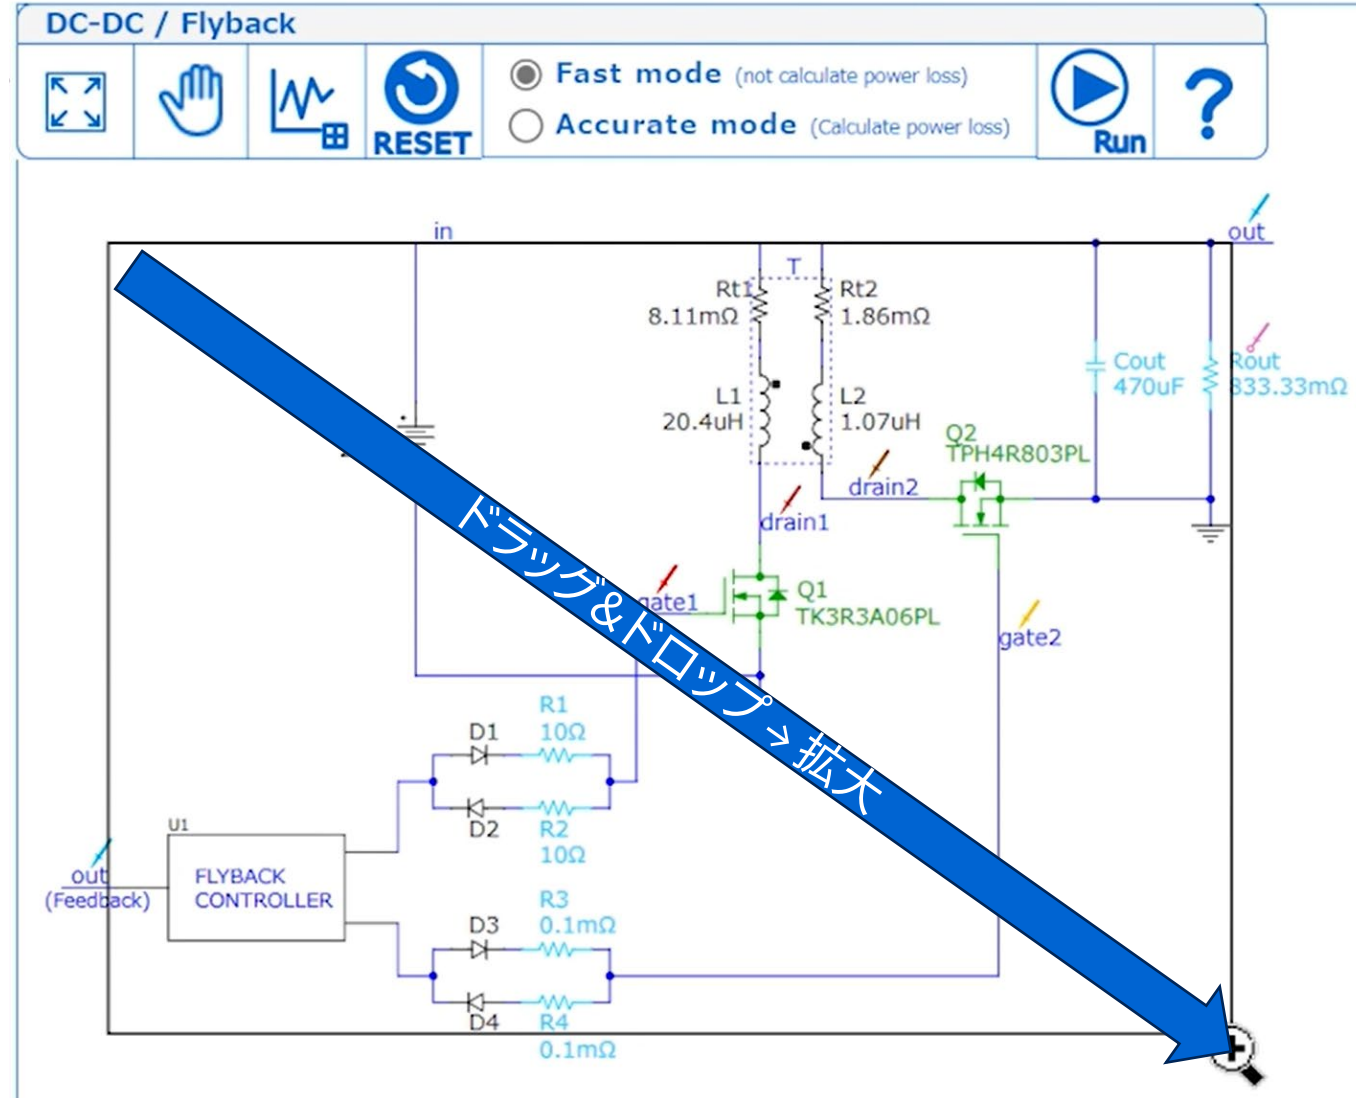 DC-DC / Flyback
Fast mode (not calculate power loss)
Accurate mode (Calculate power loss)
RESET
Run
?
in
out
T
Rt1
8.11mΩ
Rt2
1.86mΩ
Cout
470uF
Rout
833.33mΩ
L1
20.4uH
L2
1.07uH
Q2
TPH4R803PL
drain2
drain1
gate1
Q1
TK3R3A06PL
gate2
ドラッグ&ドロップ→拡大
R1
10Ω
D1
D2
R2
10Ω
U1
FLYBACK
CONTROLLER
out
(Feedback)
R3
0.1mΩ
D3
D4
R4
0.1mΩ